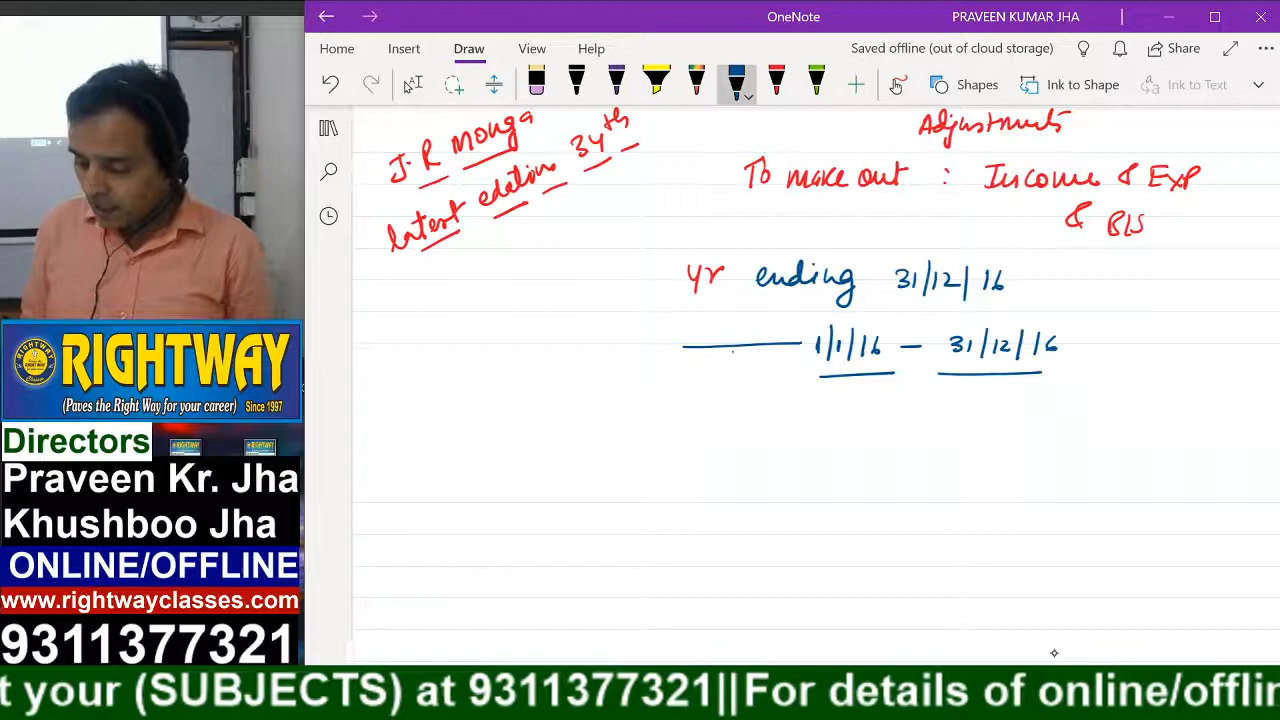 OneNote
PRAVEEN KUMAR JHA
Home Insert Draw View Help
Saved offline (out of cloud storage)
Share
Shapes
Ink to Shape
Ink to Text
J.R Monga
latest edation 34th
Adjustments
To make out : Income & Exp
& B/S
Yr ending 31/12/16
1/1/16 — 31/12/16
RIGHTWAY
(Paves the Right Way for your career) Since 1997
Directors
Praveen Kr. Jha
Khushboo Jha
ONLINE/OFFLINE
www.rightwayclasses.com
9311377321
t your (SUBJECTS) at 9311377321||For details of online/offlin